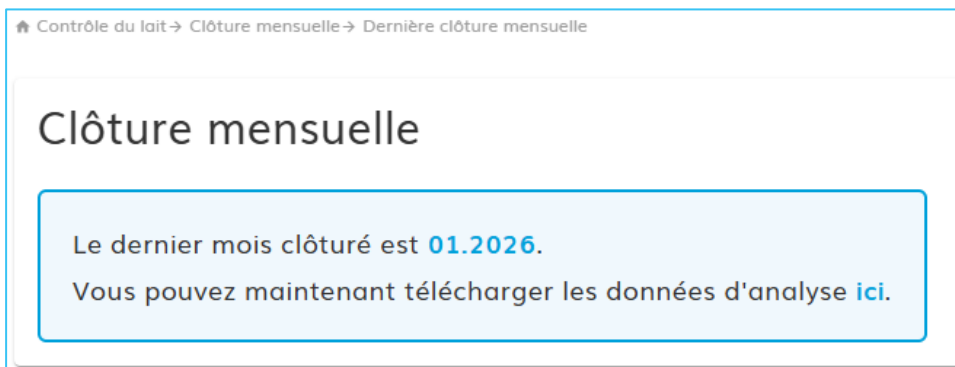 Contrôle du lait→ Clôture mensuelle→ Dernière clôture mensuelle
Clôture mensuelle
Le dernier mois clôturé est 01.2026.
Vous pouvez maintenant télécharger les données d'analyse ici.